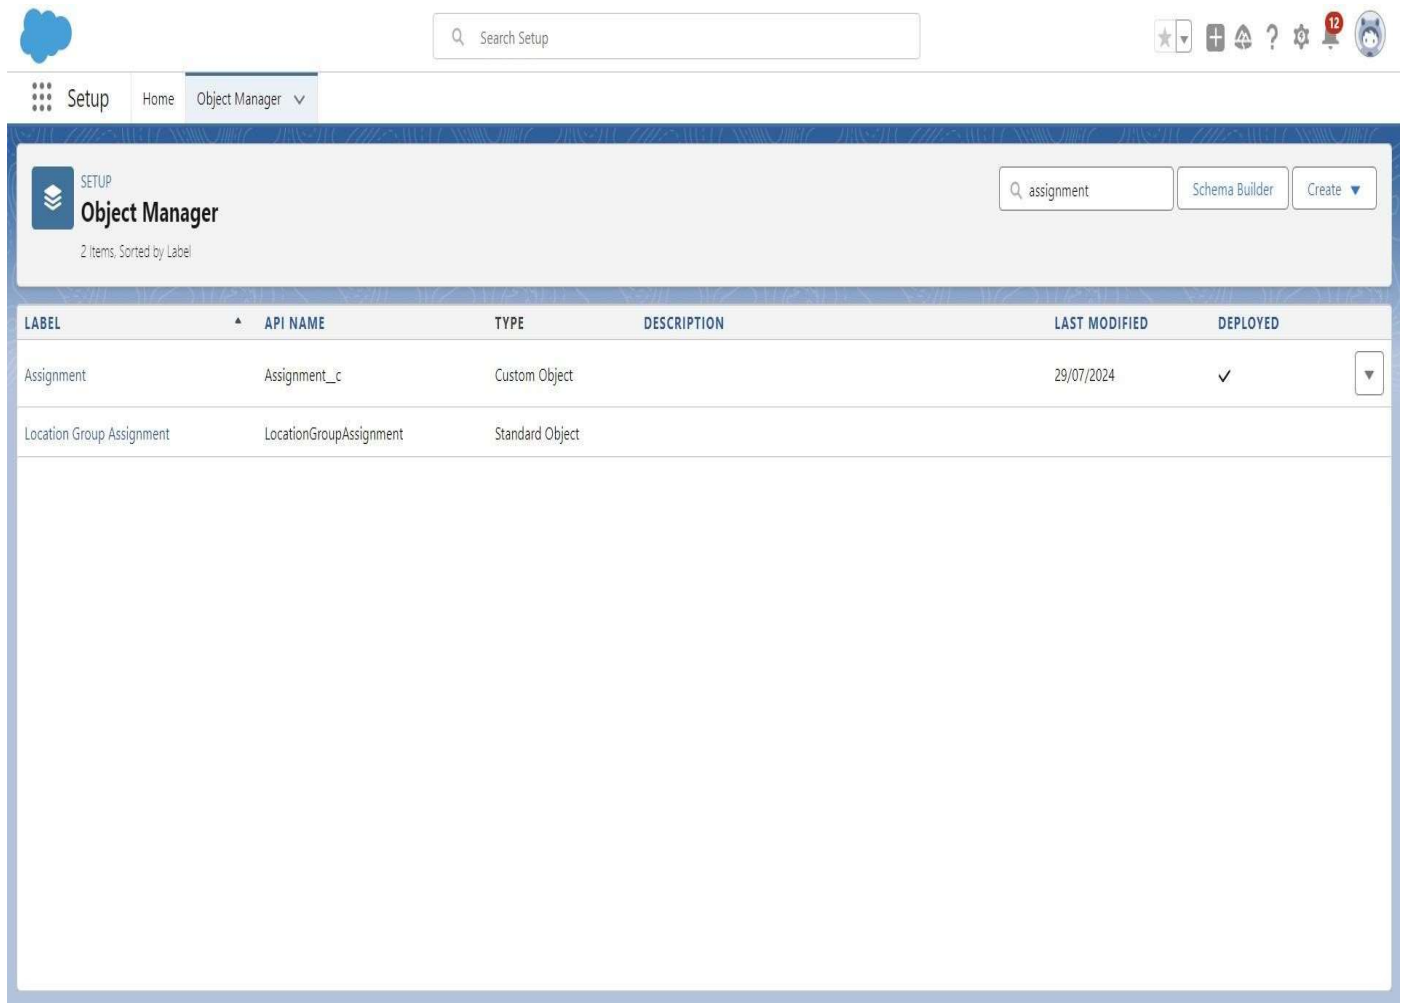 Search Setup
12
Setup Home Object Manager
SETUP
Object Manager
2 Items, Sorted by Label
assignment Schema Builder Create
LABEL API NAME TYPE DESCRIPTION LAST MODIFIED DEPLOYED
Assignment Assignment__c Custom Object 29/07/2024
Location Group Assignment LocationGroupAssignment Standard Object